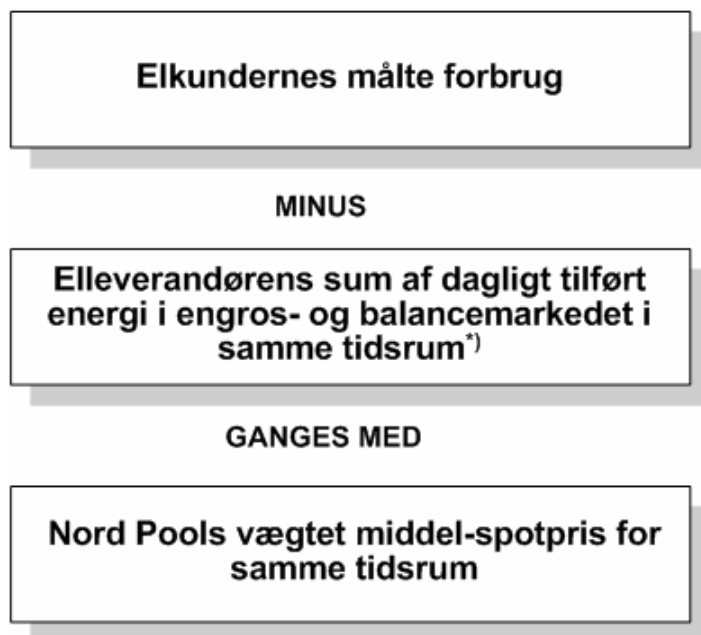 Elkundernes målte forbrug
MINUS
Elleverandørens sum af dagligt tilført
energi i engros- og balancemarkedet i
samme tidsrum*)
GANGES MED
Nord Pools vægtet middel-spotpris for
samme tidsrum